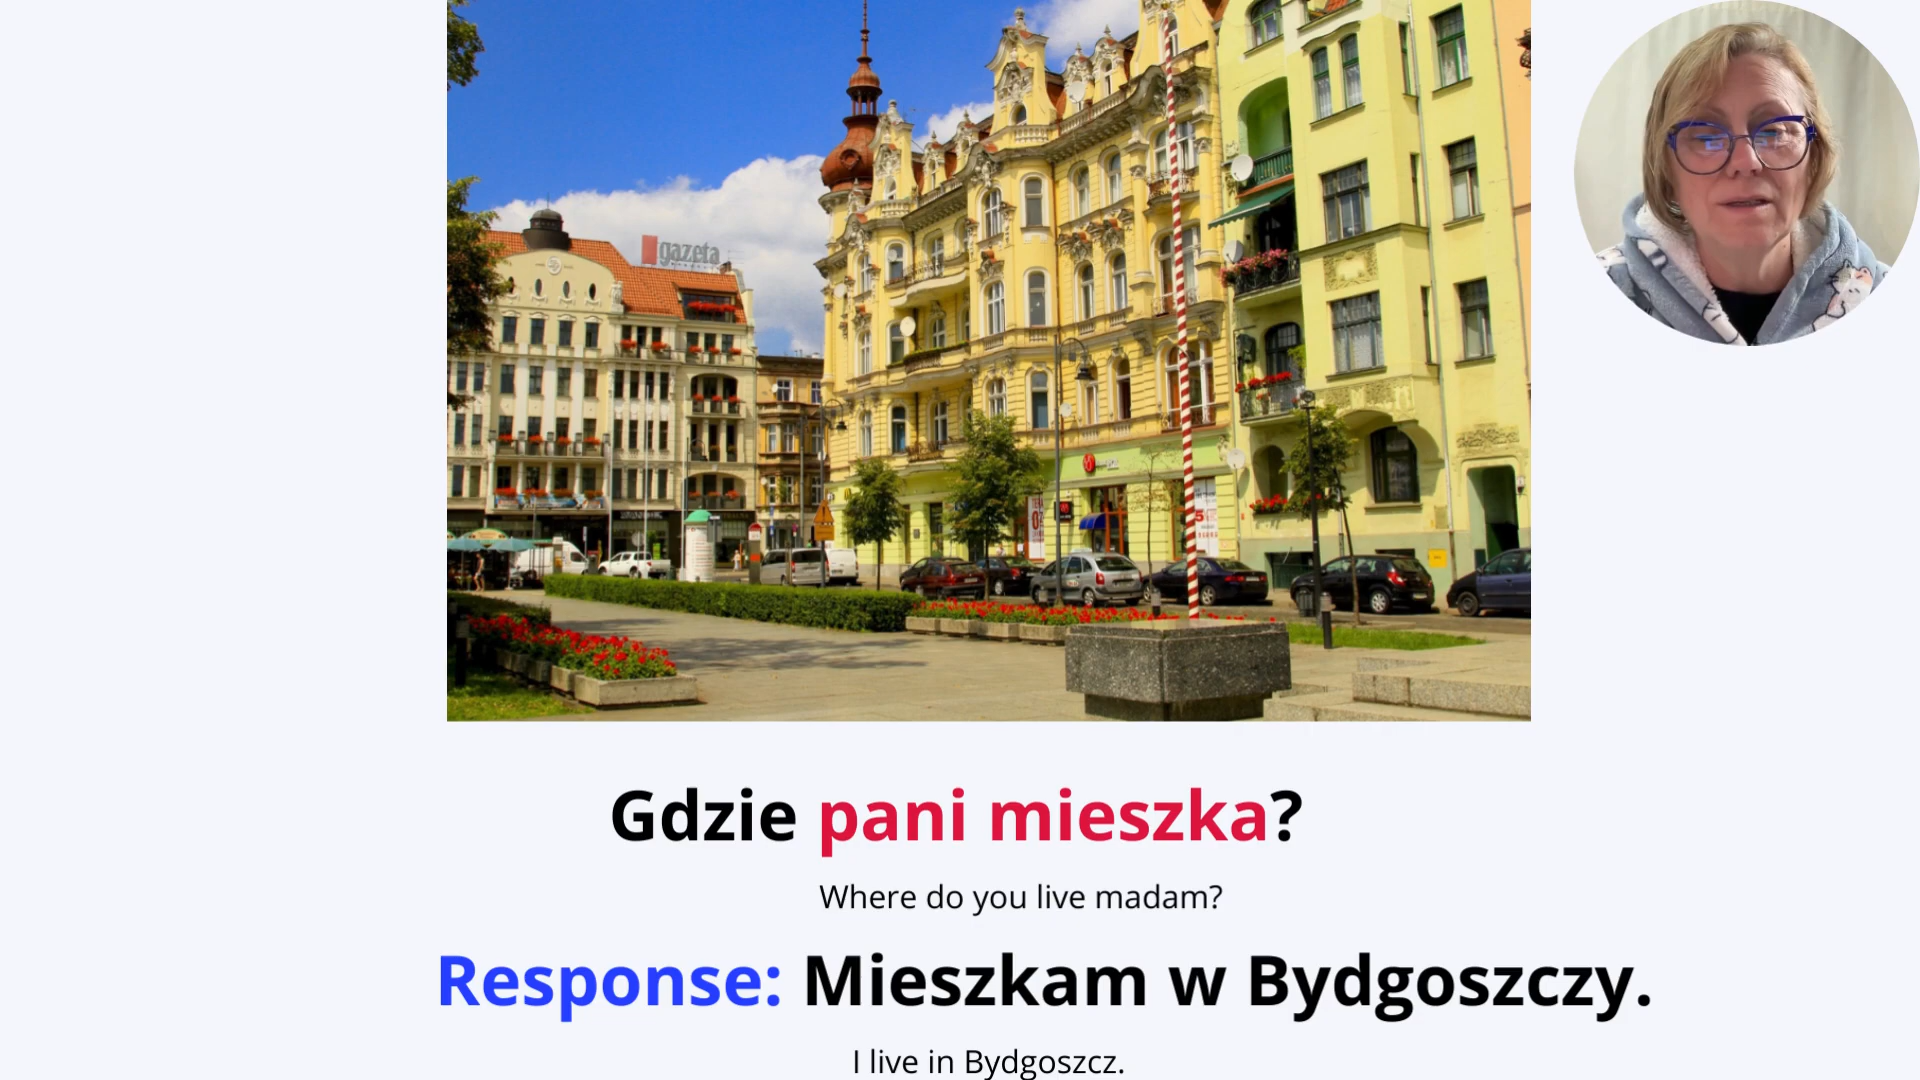 gazeta
Gdzie pani mieszka?
Where do you live madam?
Response: Mieszkam w Bydgoszczy.
I live in Bydgoszcz.